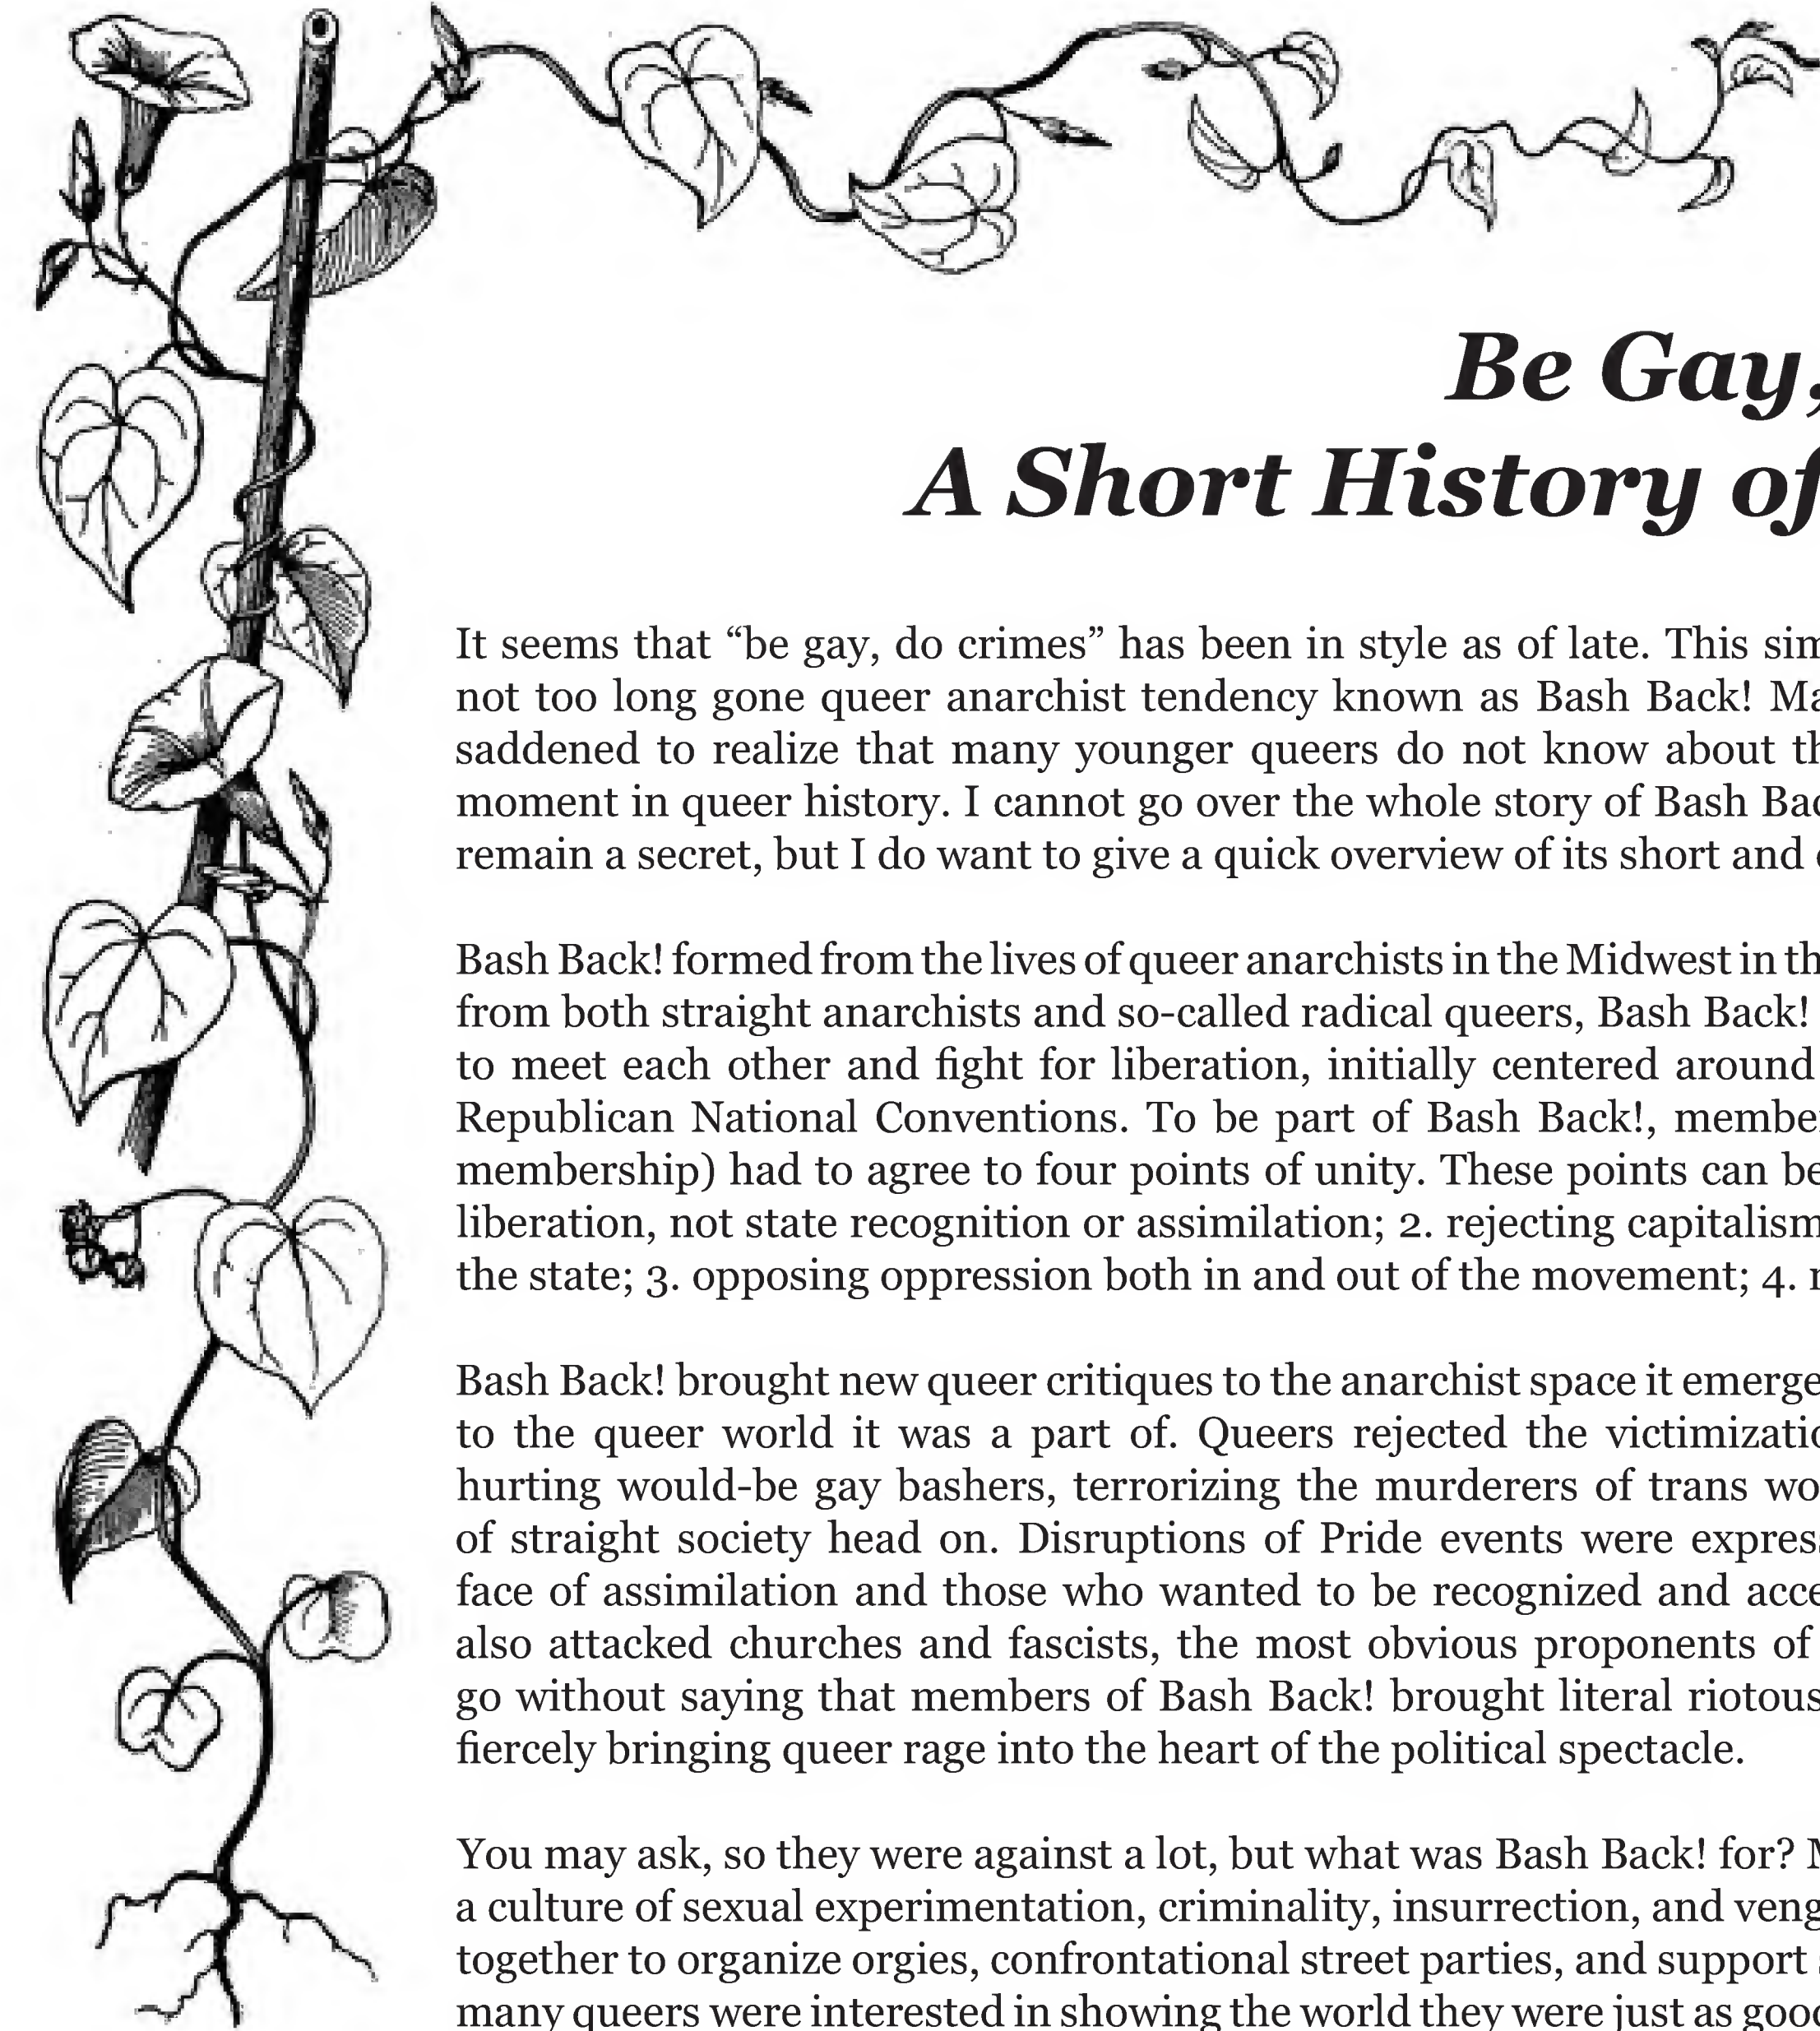 Be Gay,
A Short History of
It seems that “be gay, do crimes” has been in style as of late. This
not too long gone queer anarchist tendency known as Bash Back!
saddened to realize that many younger queers do not know about
moment in queer history. I cannot go over the whole story of Bash
remain a secret, but I do want to give a quick overview of its short and
Bash Back! formed from the lives of queer anarchists in the Midwest in
from both straight anarchists and so-called radical queers, Bash Back!
to meet each other and fight for liberation, initially centered around
Republican National Conventions. To be part of Bash Back!,
membership) had to agree to four points of unity. These points can be
liberation, not state recognition or assimilation; 2. rejecting capitalism
the state; 3. opposing oppression both in and out of the movement; 4.
Bash Back! brought new queer critiques to the anarchist space it
to the queer world it was a part of. Queers rejected the
hurting would-be gay bashers, terrorizing the murderers of trans
of straight society head on. Disruptions of Pride events were
face of assimilation and those who wanted to be recognized and
also attacked churches and fascists, the most obvious proponents of
go without saying that members of Bash Back! brought literal riotous
fiercely bringing queer rage into the heart of the political spectacle.
You may ask, so they were against a lot, but what was Bash Back! for?
a culture of sexual experimentation, criminality, insurrection, and
together to organize orgies, confrontational street parties, and support
many queers were interested in showing the world they were just as good